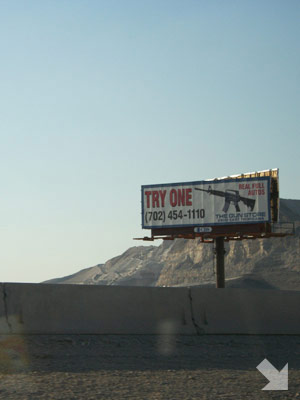 TRY ONE
(702) 454-1110
REAL FULL
AUTOS
THE GUN STORE